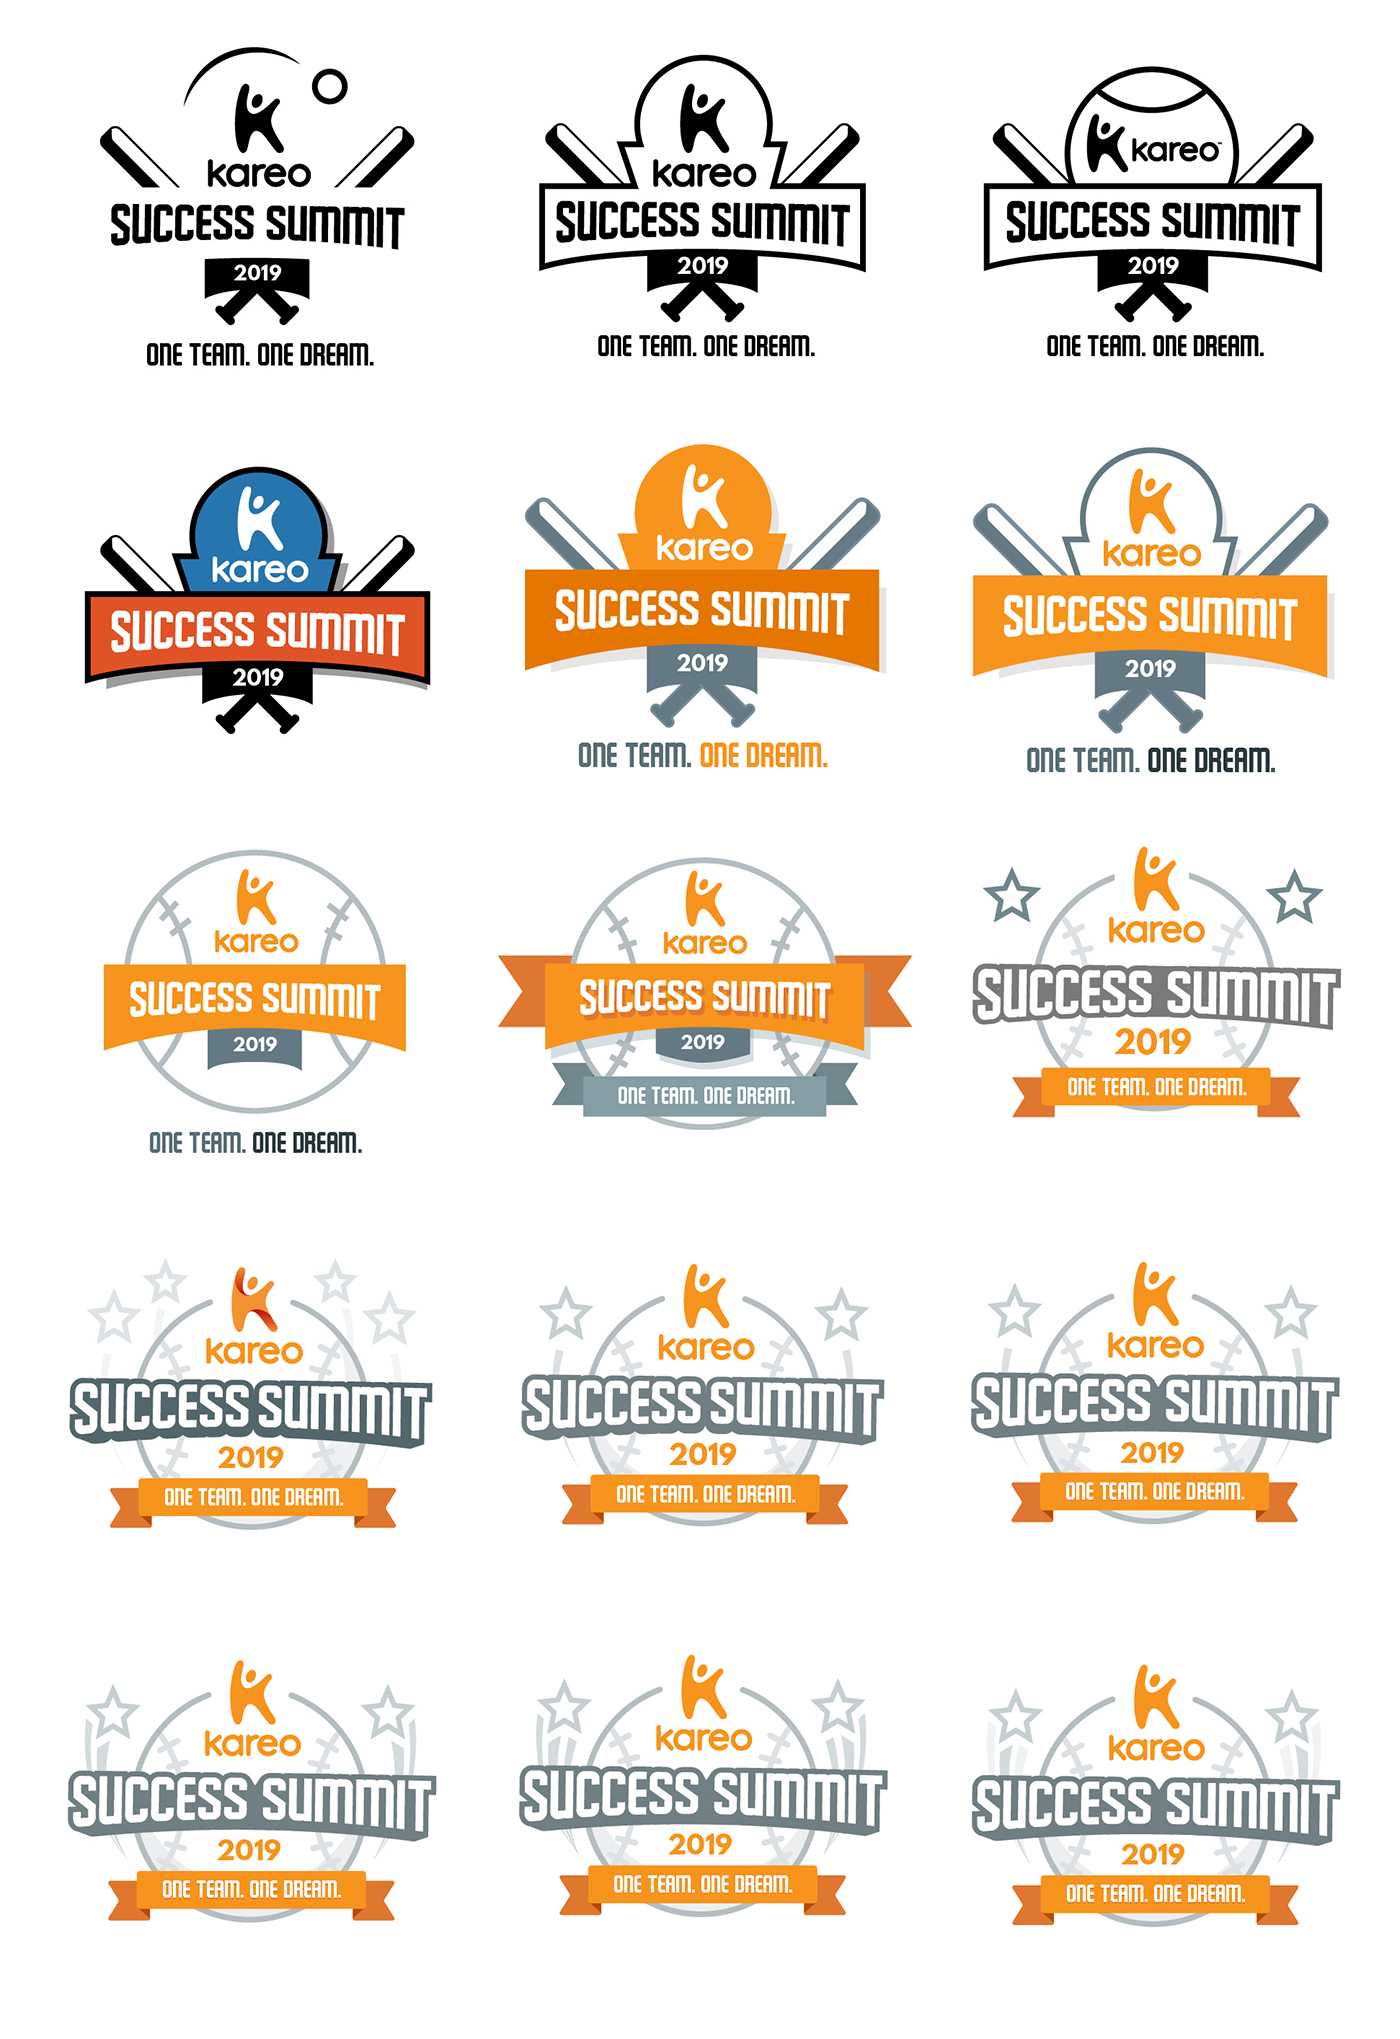 kareo
SUCCESS SUMMIT
2019
ONE TEAM. ONE DREAM.
kareo
SUCCESS SUMMIT
2019
ONE TEAM. ONE DREAM.
kareo™
SUCCESS SUMMIT
2019
ONE TEAM. ONE DREAM.
kareo
SUCCESS SUMMIT
2019
kareo
SUCCESS SUMMIT
2019
ONE TEAM. ONE DREAM.
kareo
SUCCESS SUMMIT
2019
ONE TEAM. ONE DREAM.
kareo
SUCCESS SUMMIT
2019
ONE TEAM. ONE DREAM.
kareo
SUCCESS SUMMIT
2019
ONE TEAM. ONE DREAM.
kareo
SUCCESS SUMMIT
2019
ONE TEAM. ONE DREAM.
kareo
SUCCESS SUMMIT
2019
ONE TEAM. ONE DREAM.
kareo
SUCCESS SUMMIT
2019
ONE TEAM. ONE DREAM.
kareo
SUCCESS SUMMIT
2019
ONE TEAM. ONE DREAM.
kareo
SUCCESS SUMMIT
2019
ONE TEAM. ONE DREAM.
kareo
SUCCESS SUMMIT
2019
ONE TEAM. ONE DREAM.
kareo
SUCCESS SUMMIT
2019
ONE TEAM. ONE DREAM.